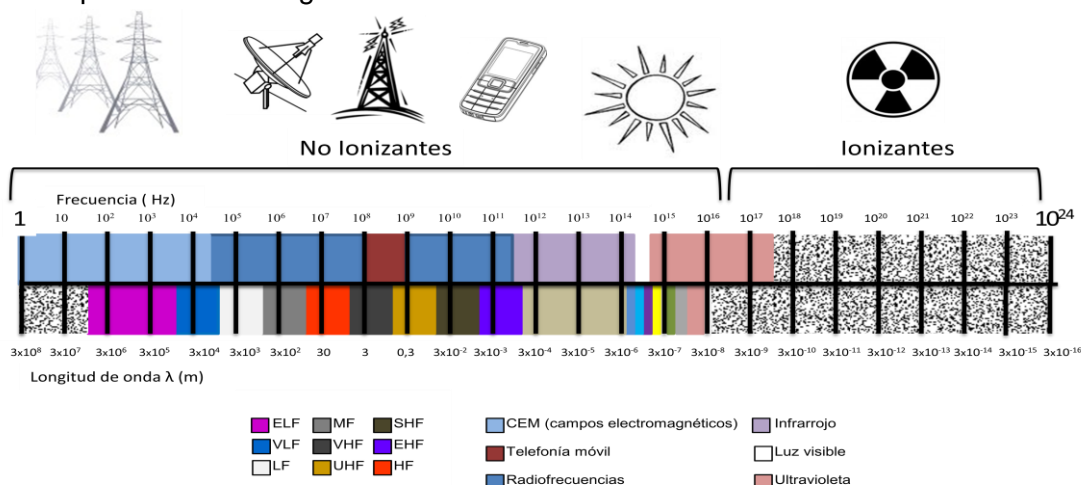 No Ionizantes
Ionizantes
Frecuencia ( Hz)
1 10 10² 10³ 10⁴ 10⁵ 10⁶ 10⁷ 10⁸ 10⁹ 10¹⁰ 10¹¹ 10¹² 10¹³ 10¹⁴ 10¹⁵ 10¹⁶ 10¹⁷ 10¹⁸ 10¹⁹ 10²⁰ 10²¹ 10²² 10²³ 10²⁴
3x10⁸ 3x10⁷ 3x10⁶ 3x10⁵ 3x10⁴ 3x10³ 3x10² 30 3 0,3 3x10⁻² 3x10⁻³ 3x10⁻⁴ 3x10⁻⁵ 3x10⁻⁶ 3x10⁻⁷ 3x10⁻⁸ 3x10⁻⁹ 3x10⁻¹⁰ 3x10⁻¹¹ 3x10⁻¹² 3x10⁻¹³ 3x10⁻¹⁴ 3x10⁻¹⁵ 3x10⁻¹⁶
Longitud de onda λ (m)
ELF MF SHF CEM (campos electromagnéticos) Infrarrojo
VLF VHF EHF Telefonía móvil Luz visible
LF UHF HF Radiofrecuencias Ultravioleta